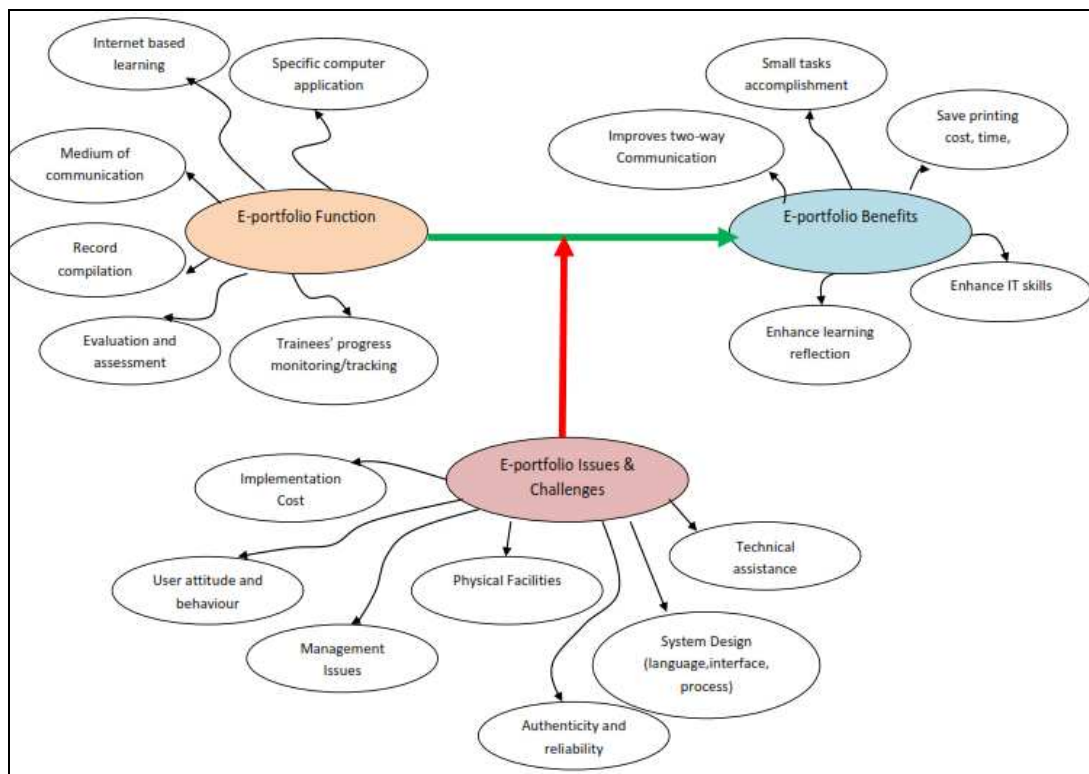 Internet based
learning
Specific computer
application
Medium of
communication
E-portfolio Function
Record
compilation
Evaluation and
assessment
Trainees' progress
monitoring/tracking
Small tasks
accomplishment
Save printing
cost, time,
Improves two-way
Communication
E-portfolio Benefits
Enhance IT skills
Enhance learning
reflection
E-portfolio Issues &
Challenges
Implementation
Cost
Technical
assistance
User attitude and
behaviour
Physical Facilities
Management
Issues
System Design
(language,interface,
process)
Authenticity and
reliability